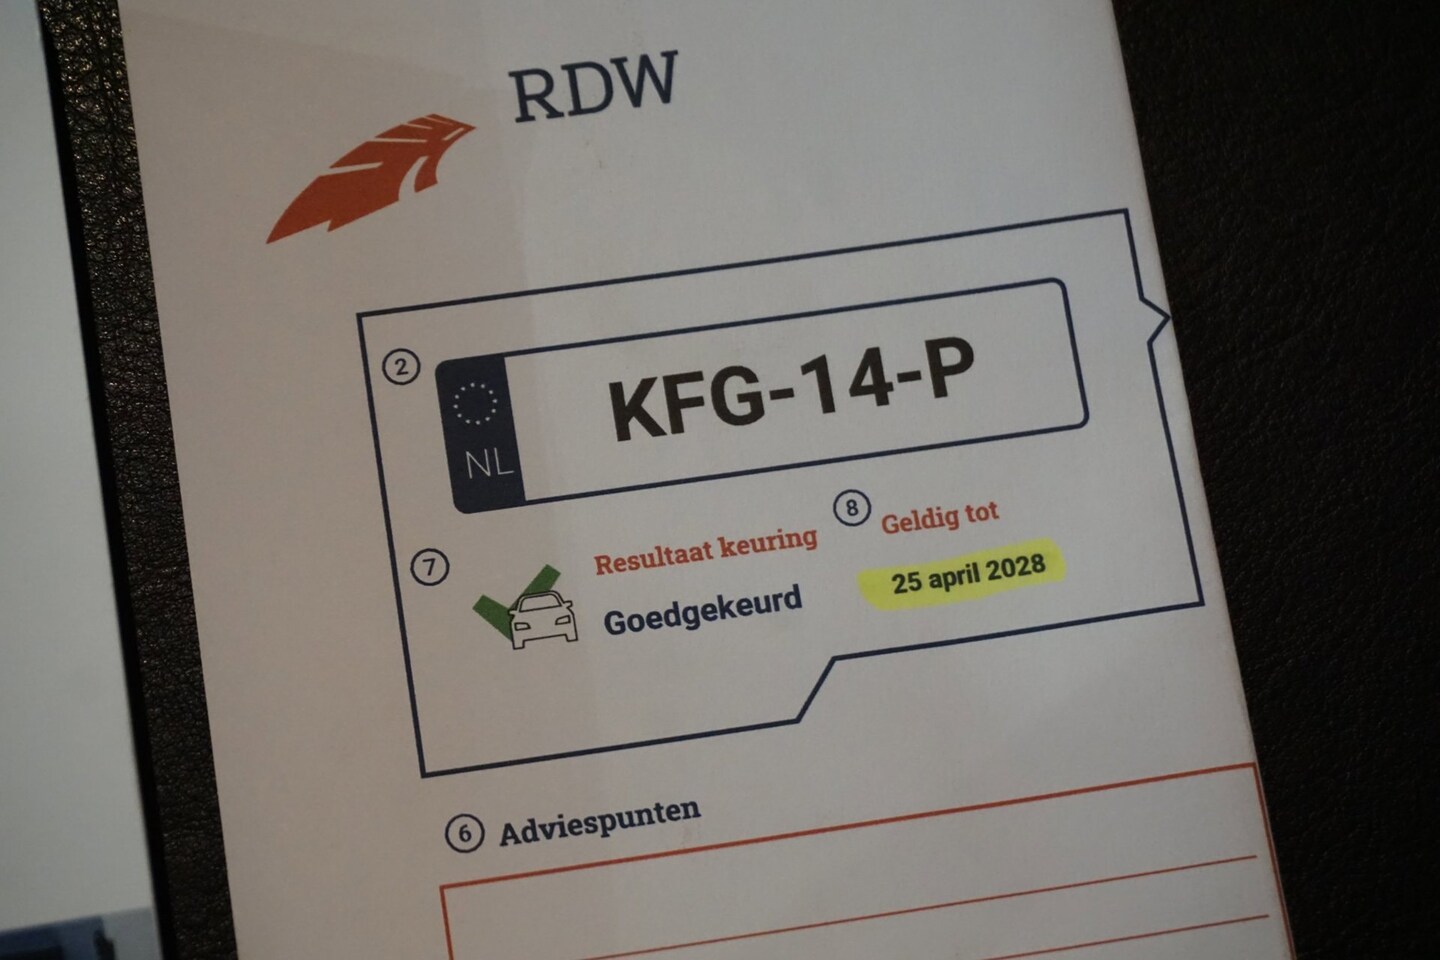 RDW
2
NL
KFG-14-P
7
Resultaat keuring
Goedgekeurd
8
Geldig tot
25 april 2028
6 Adviespunten